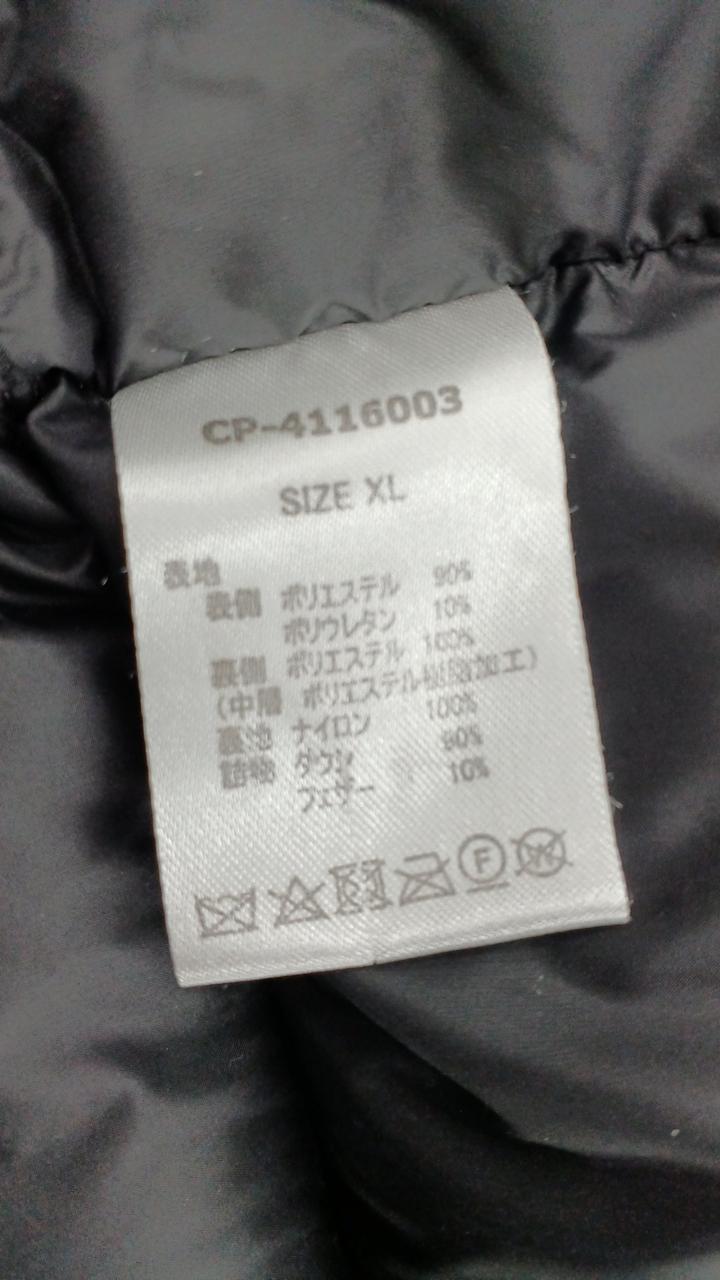 CP-4116003
SIZE XL
表地
表側 ポリエステル 90%
ポリウレタン 10%
裏側 ポリエステル 100%
(中層 ポリエステル樹脂加工)
裏地 ナイロン 100%
詰物 ダウン 90%
フェザー 10%
F W